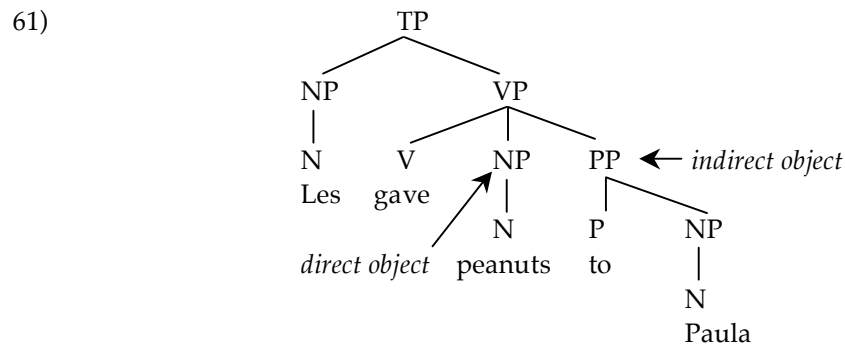 61) TP
NP VP
N V NP PP indirect object
Les gave
N P NP
direct object peanuts to
N
Paula